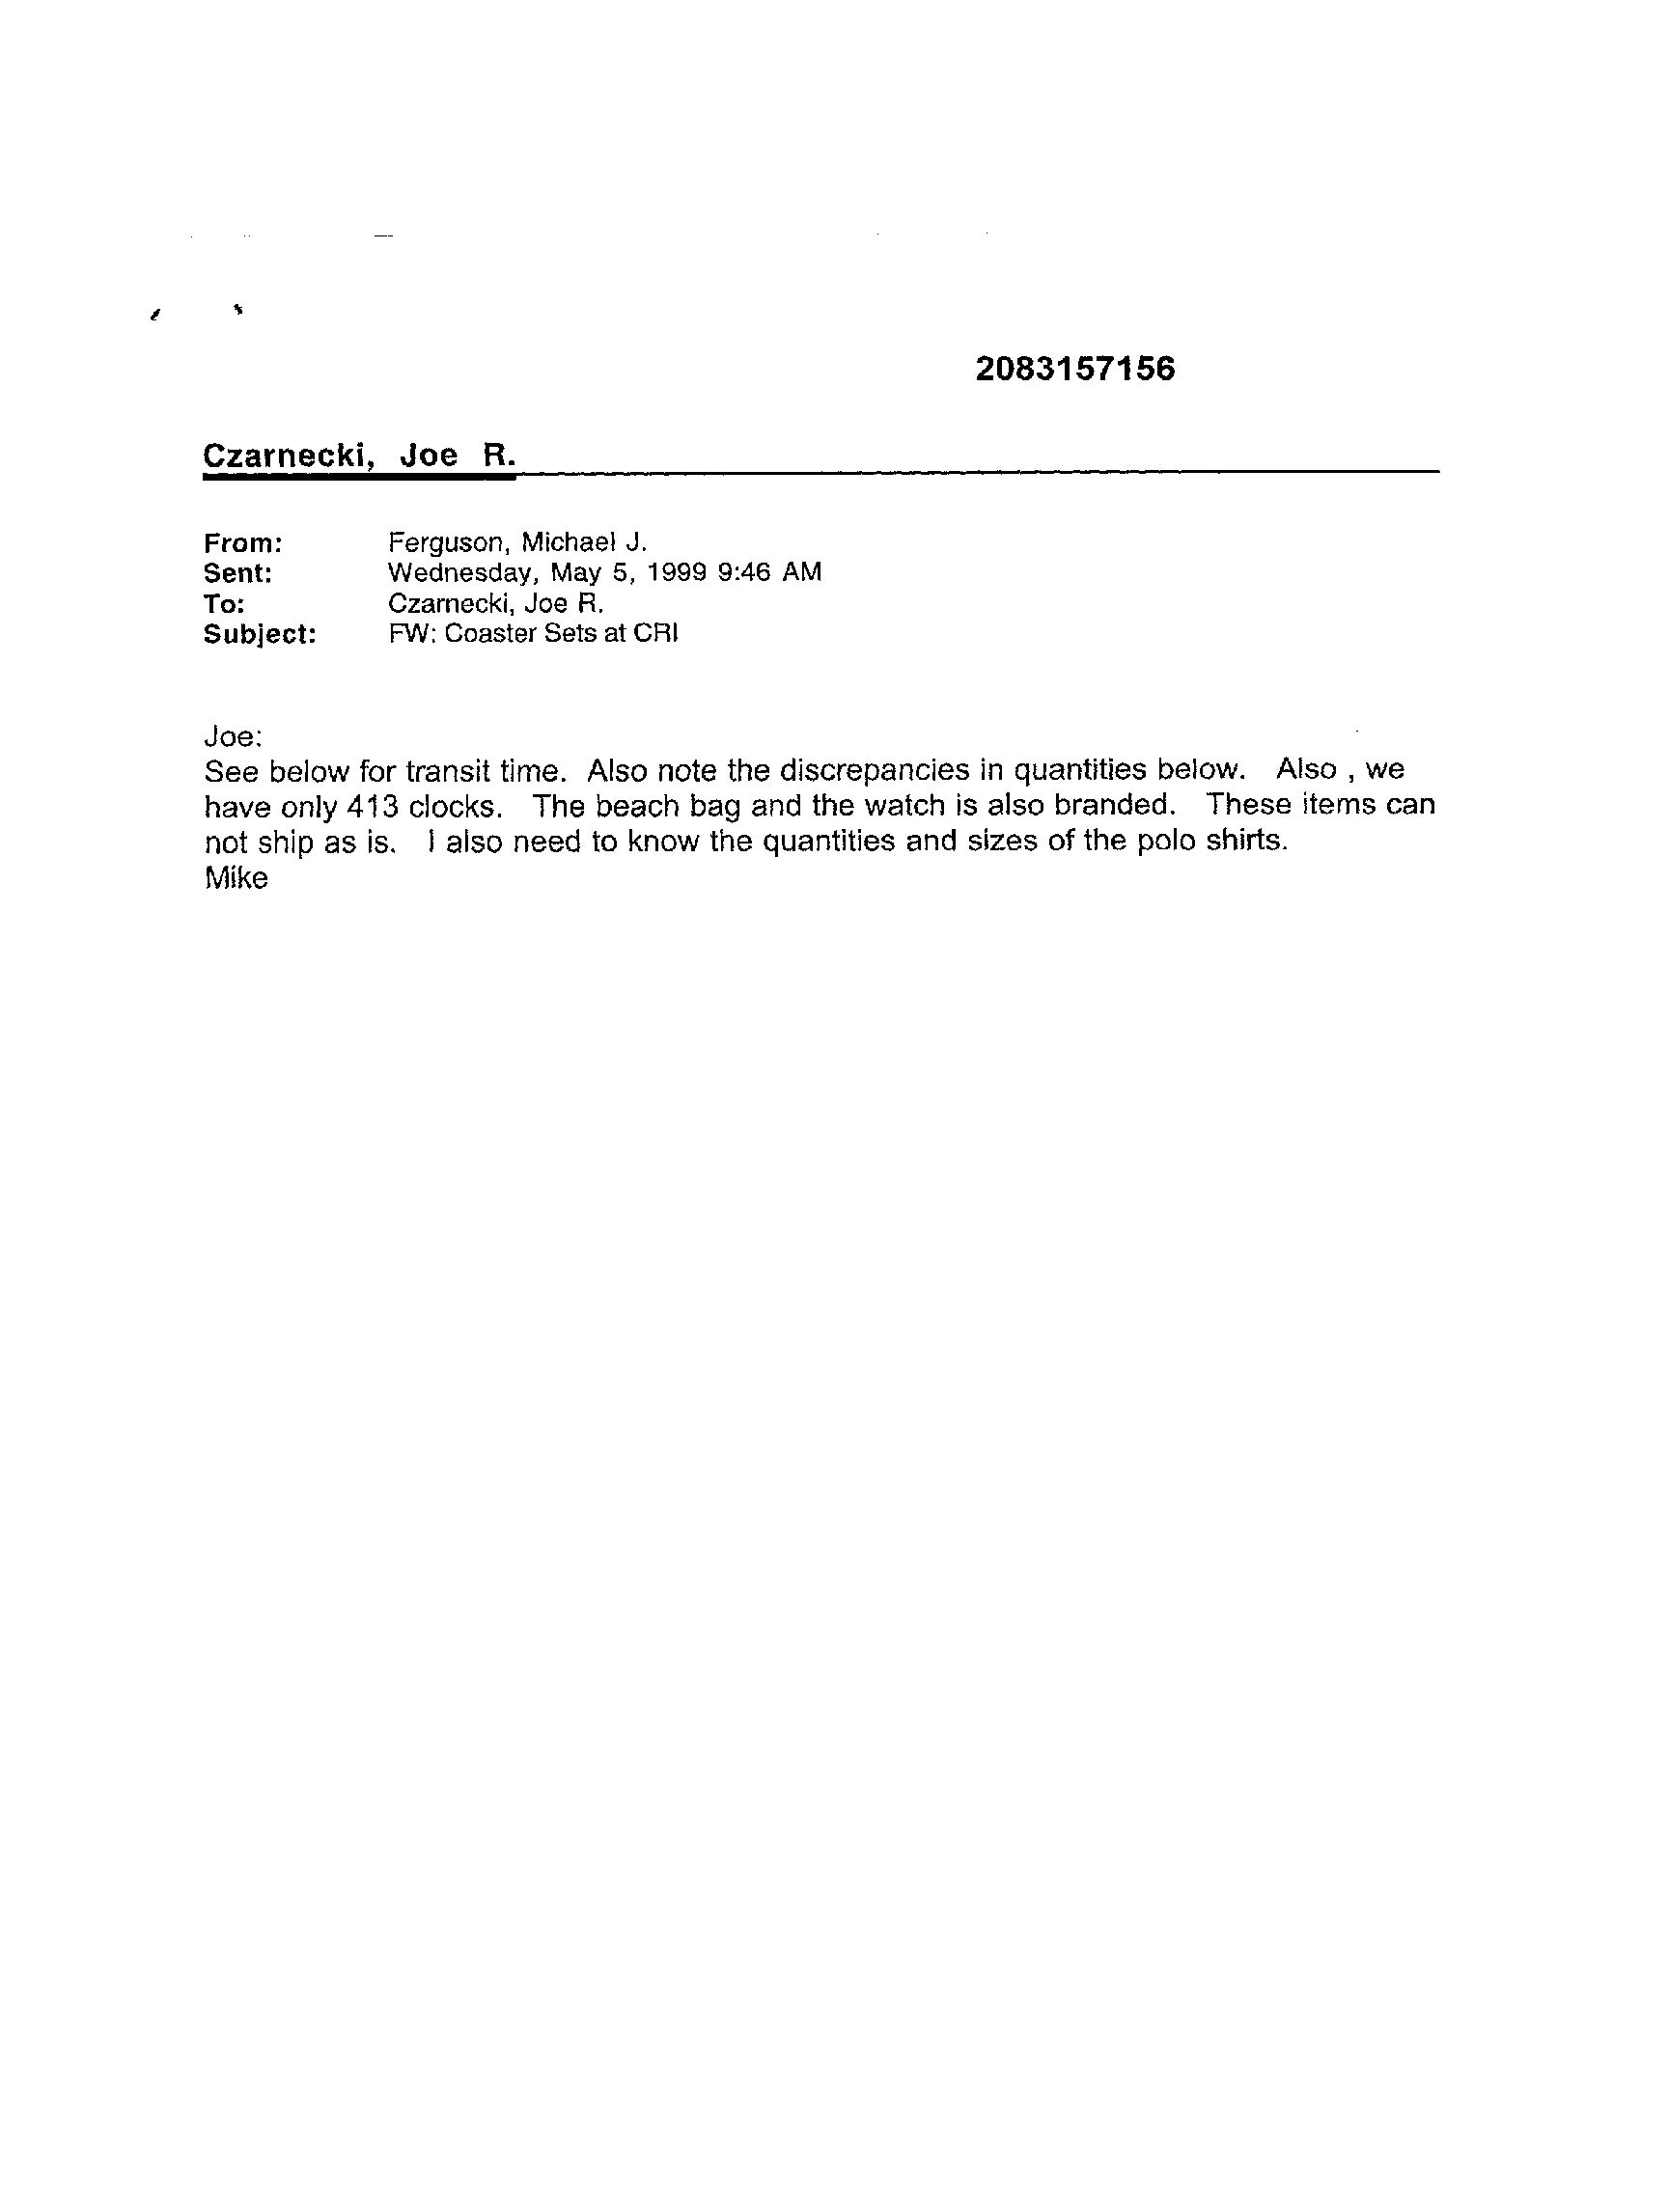 2083157156
Czarnecki, Joe R.
From: Ferguson, Michael J.
Sent: Wednesday, May 5, 1999 9:46 AM
To: Czarnecki, Joe R.
Subject: FW: Coaster Sets at CRI
Joe:
See below for transit time. Also note the discrepancies in quantities below. Also , we
have only 413 clocks. The beach bag and the watch is also branded. These items can
not ship as is. I also need to know the quantities and sizes of the polo shirts.
Mike